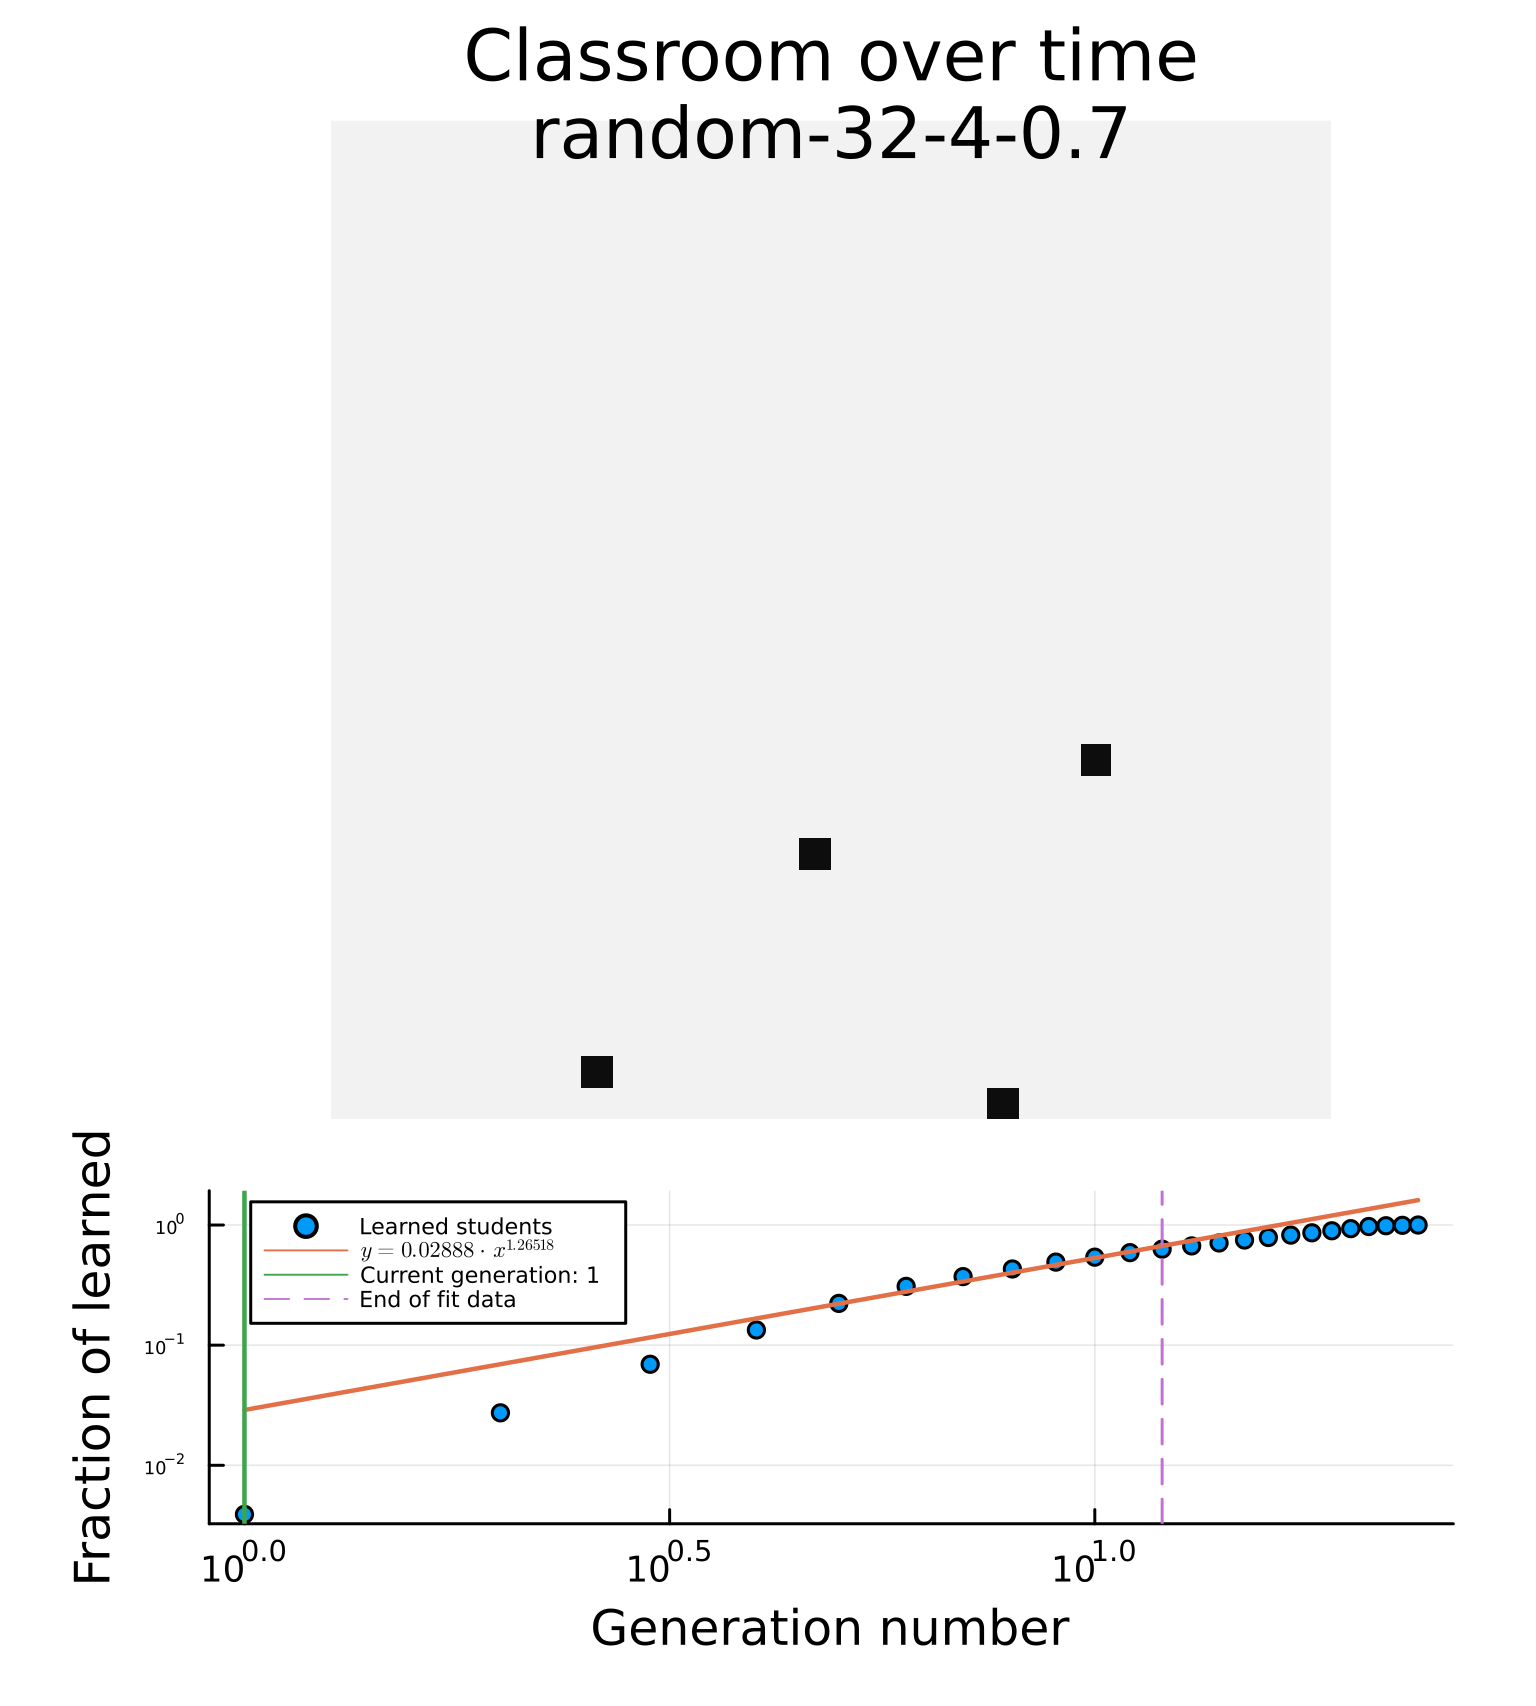 Classroom over time
random-32-4-0.7
Fraction of learned
10⁰
10⁻¹
10⁻²
Learned students
y = 0.02888 · x^1.26518
Current generation: 1
End of fit data
10^0.0
10^0.5
10^1.0
Generation number